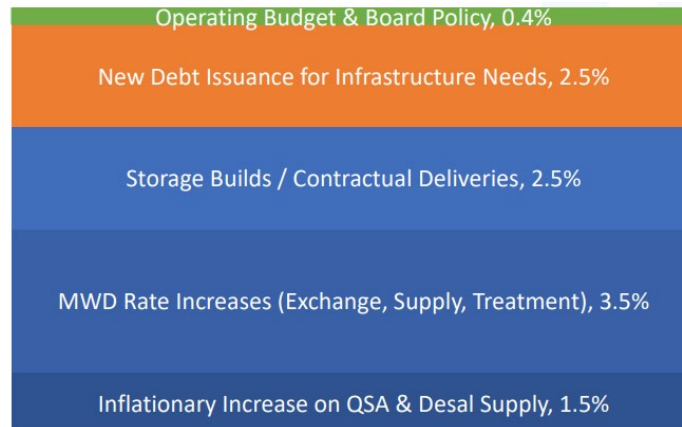 Operating Budget & Board Policy, 0.4%
New Debt Issuance for Infrastructure Needs, 2.5%
Storage Builds / Contractual Deliveries, 2.5%
MWD Rate Increases (Exchange, Supply, Treatment), 3.5%
Inflationary Increase on QSA & Desal Supply, 1.5%